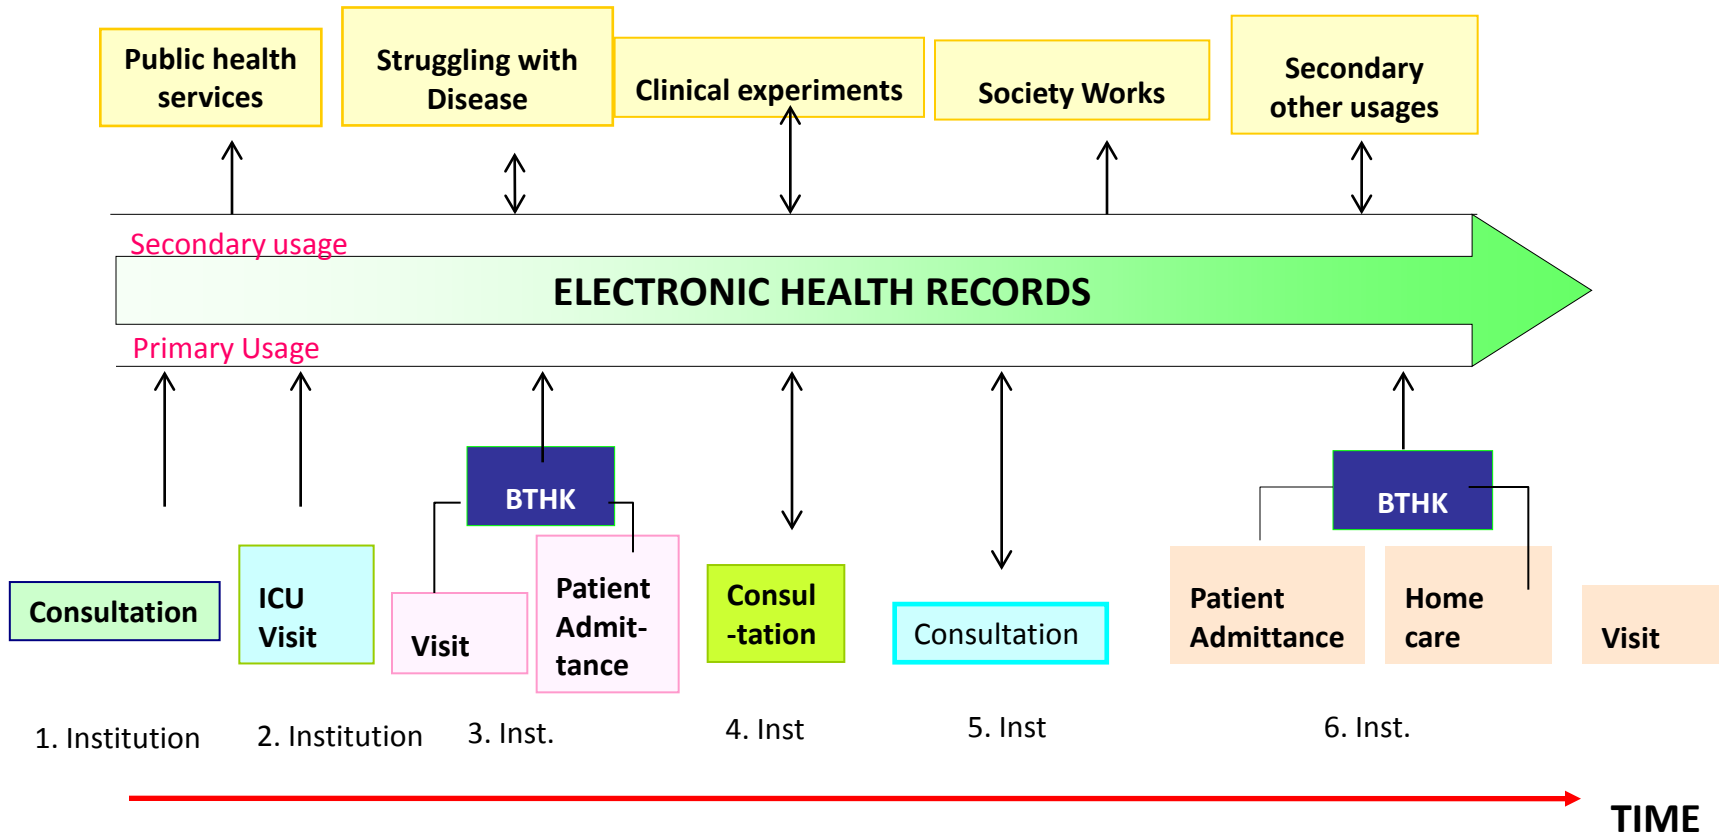 Public health
services
Struggling with
Disease
Clinical experiments
Society Works
Secondary
other usages
Secondary usage
ELECTRONIC HEALTH RECORDS
Primary Usage
BTHK
BTHK
Consultation
ICU
Visit
Visit
Patient
Admit-
tance
Consul
-tation
Consultation
Patient
Admittance
Home
care
Visit
1. Institution
2. Institution
3. Inst.
4. Inst
5. Inst
6. Inst.
TIME